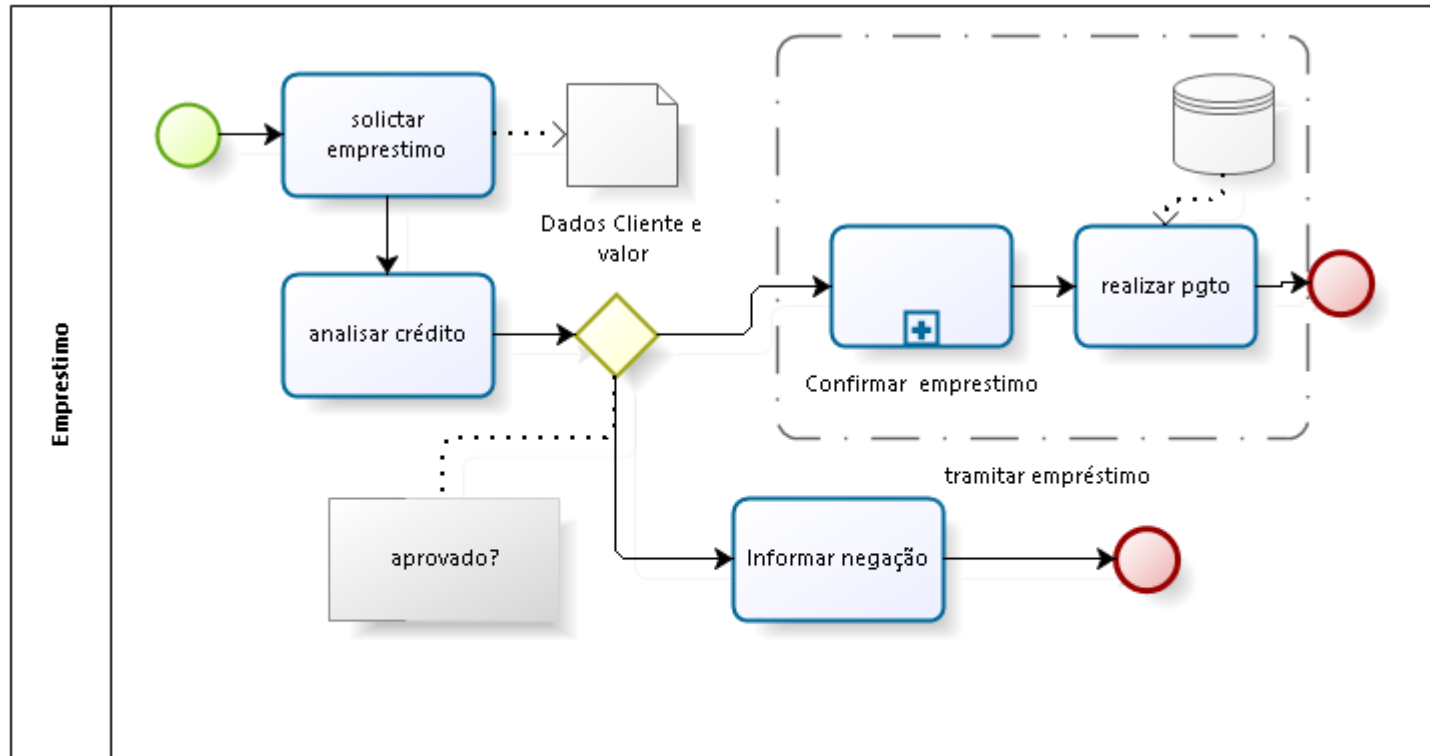 Emprestimo
solictar
emprestimo
Dados Cliente e
valor
analisar crédito
realizar pgto
Confirmar emprestimo
tramitar empréstimo
aprovado?
Informar negação